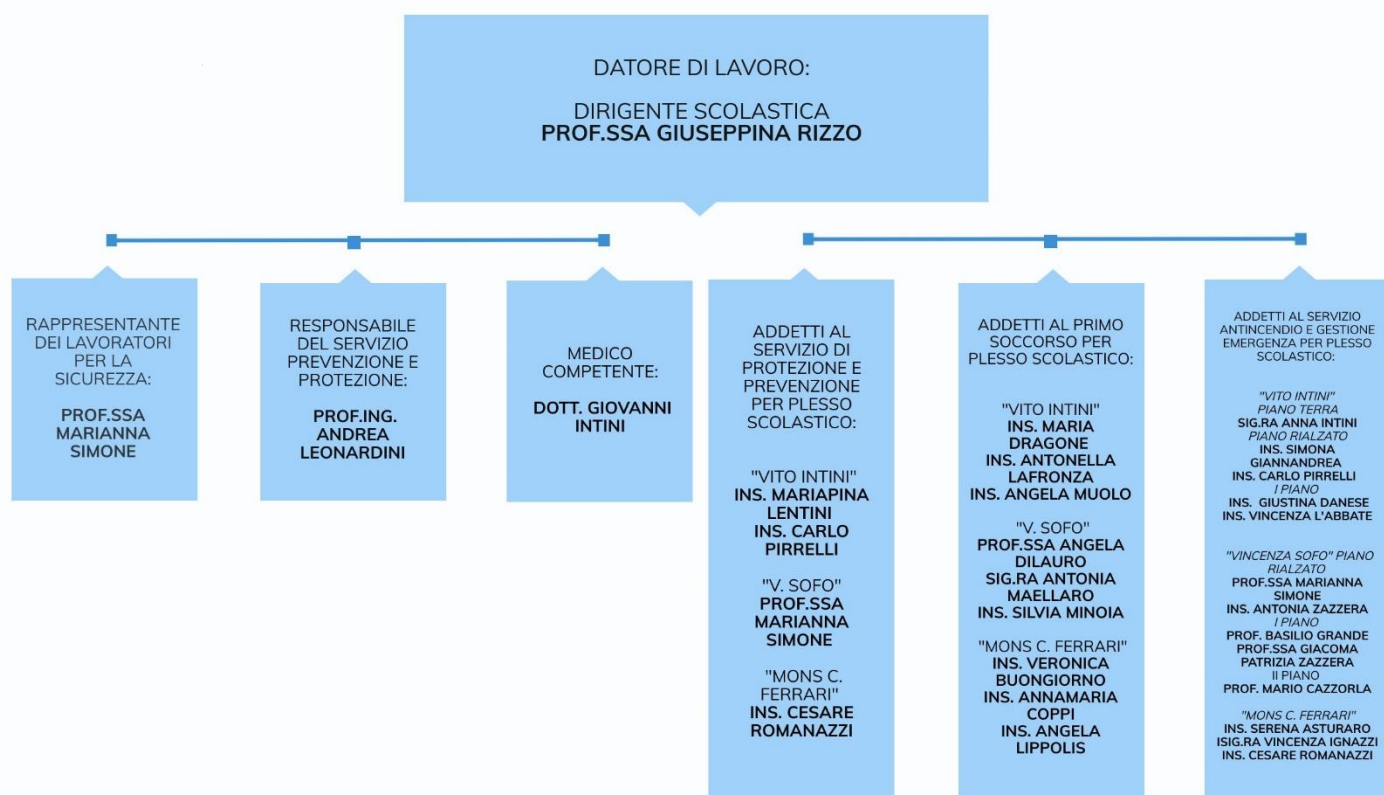 DATORE DI LAVORO:
DIRIGENTE SCOLASTICA
PROF.SSA GIUSEPPINA RIZZO
RAPPRESENTANTE
DEI LAVORATORI
PER LA
SICUREZZA:
PROF.SSA
MARIANNA
SIMONE
RESPONSABILE
DEL SERVIZIO
PREVENZIONE E
PROTEZIONE:
PROF.ING.
ANDREA
LEONARDINI
MEDICO
COMPETENTE:
DOTT. GIOVANNI
INTINI
ADDETTI AL
SERVIZIO DI
PROTEZIONE E
PREVENZIONE
PER PLESSO
SCOLASTICO:
"VITO INTINI"
INS. MARIAPINA
LENTINI
INS. CARLO
PIRRELLI
"V. SOFO"
PROF.SSA
MARIANNA
SIMONE
"MONS C.
FERRARI"
INS. CESARE
ROMANAZZI
ADDETTI AL PRIMO
SOCCORSO PER
PLESSO SCOLASTICO:
"VITO INTINI"
INS. MARIA
DRAGONE
INS. ANTONELLA
LAFRONZA
INS. ANGELA MUOLO
"V. SOFO"
PROF.SSA ANGELA
DILAURO
SIG.RA ANTONIA
MAELLARO
INS. SILVIA MINOIA
"MONS C. FERRARI"
INS. VERONICA
BUONGIORNO
INS. ANNAMARIA
COPPI
INS. ANGELA
LIPPOLIS
ADDETTI AL SERVIZIO
ANTINCENDIO E GESTIONE
EMERGENZA PER PLESSO
SCOLASTICO:
"VITO INTINI"
PIANO TERRA
SIG.RA ANNA INTINI
PIANO RIALZATO
INS. SIMONA
GIANNANDREA
INS. CARLO PIRRELLI
I PIANO
INS. GIUSTINA DANESE
INS. VINCENZA L'ABBATE
"VINCENZA SOFO" PIANO
RIALZATO
PROF.SSA MARIANNA
SIMONE
INS. ANTONIA ZAZZERA
I PIANO
PROF. BASILIO GRANDE
PROF.SSA GIACOMA
PATRIZIA ZAZZERA
II PIANO
PROF. MARIO CAZZORLA
"MONS C. FERRARI"
INS. SERENA ASTURARO
ISIG.RA VINCENZA IGNAZZI
INS. CESARE ROMANAZZI